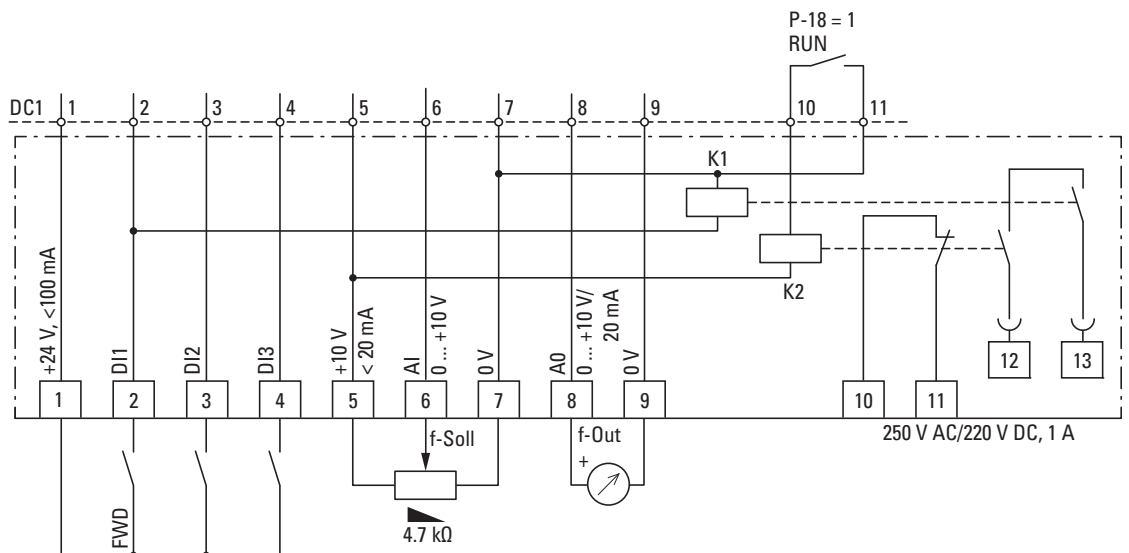 P-18 = 1
RUN
DC1 1 2 3 4 5 6 7 8 9 10 11
K1
K2
+24 V, <100 mA
DI1
DI2
DI3
+10 V
< 20 mA
AI
0 ... +10 V
0 V
A0
0 ... +10 V/
20 mA
0 V
1 2 3 4 5 6 7 8 9 10 11 12 13
250 V AC/220 V DC, 1 A
f-Soll
f-Out
+
FWD
4.7 kΩ